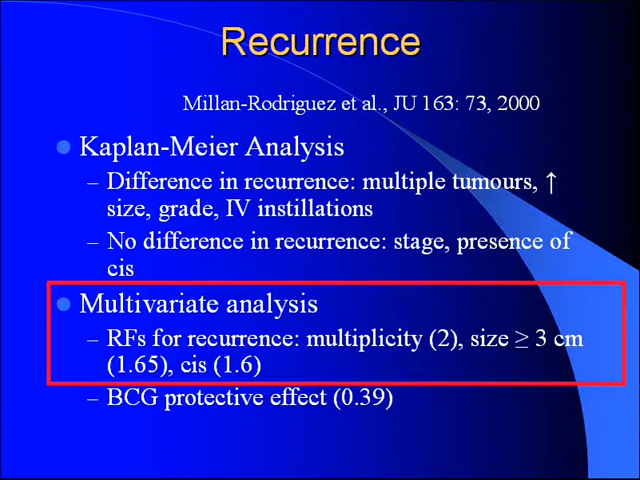 Recurrence
Millan-Rodriguez et al., JU 163: 73, 2000
Kaplan-Meier Analysis
– Difference in recurrence: multiple tumours, ↑
size, grade, IV instillations
– No difference in recurrence: stage, presence of
cis
Multivariate analysis
– RFs for recurrence: multiplicity (2), size ≥ 3 cm
(1.65), cis (1.6)
– BCG protective effect (0.39)